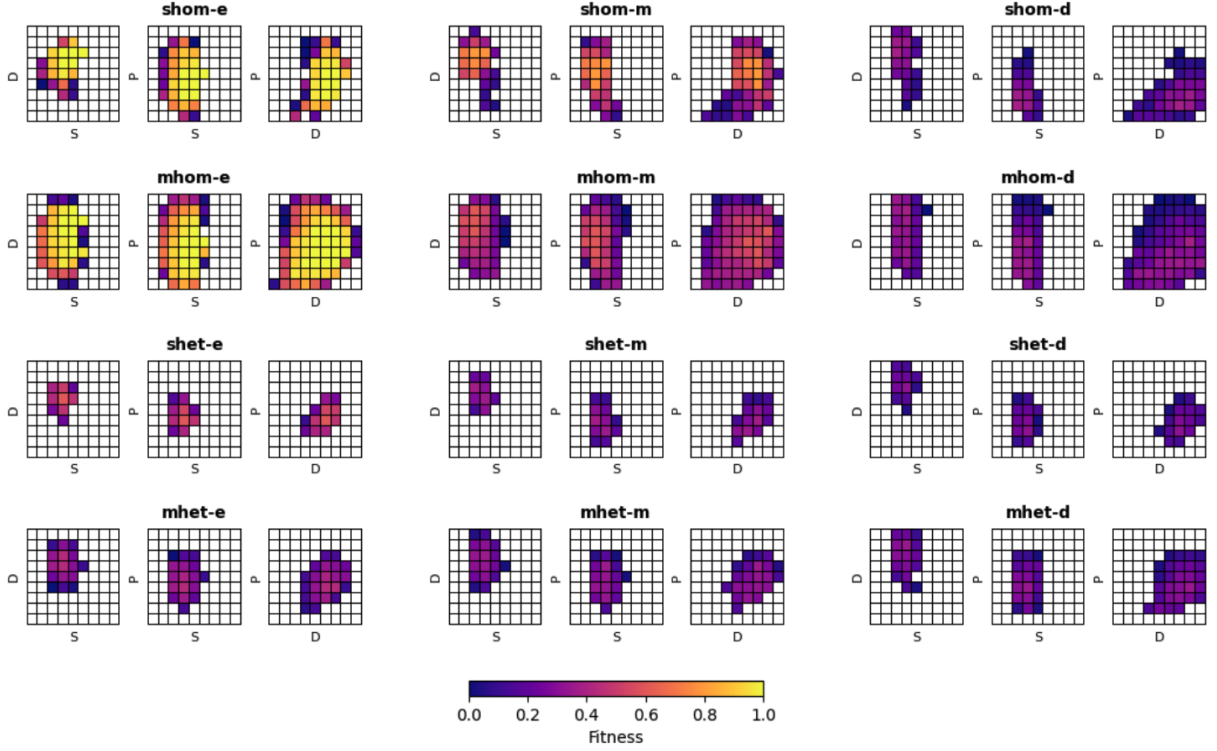 shom-e shom-m shom-d
D P P D P P D P P
S S D S S D S S D
mhom-e mhom-m mhom-d
D P P D P P D P P
S S D S S D S S D
shet-e shet-m shet-d
D P P D P P D P P
S S D S S D S S D
mhet-e mhet-m mhet-d
D P P D P P D P P
S S D S S D S S D
0.0 0.2 0.4 0.6 0.8 1.0
Fitness